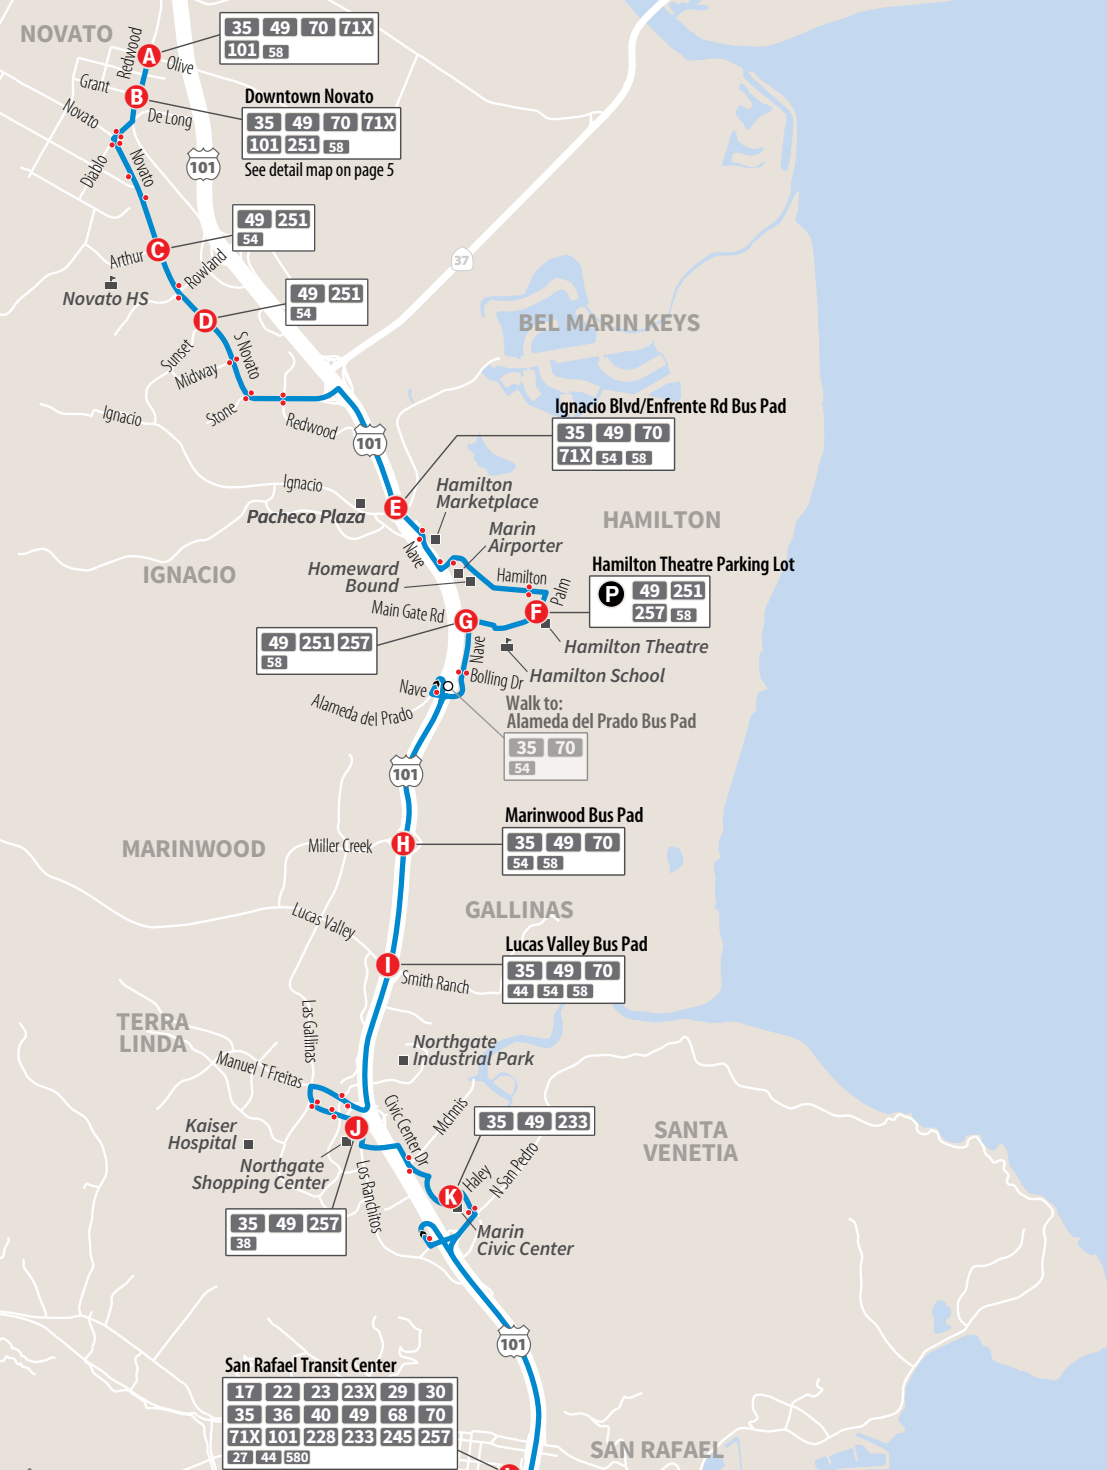 NOVATO
Redwood
A
Olive
35 49 70 71X
101 58
Grant
B
De Long
Novato
Diablo
Novato
Downtown Novato
35 49 70 71X
101 251 58
See detail map on page 5
101
49 251
54
Arthur
C
Rowland
Novato HS
37
49 251
54
D
Sunset
S Novato
Midway
Stone
Redwood
Ignacio
BEL MARIN KEYS
101
Ignacio Blvd/Enfrente Rd Bus Pad
35 49 70
71X 54 58
Ignacio
Pacheco Plaza
E
Hamilton
Marketplace
Nave
Marin
Airporter
HAMILTON
IGNACIO
Homeward
Bound
Hamilton
Palm
Hamilton Theatre Parking Lot
P 49 251
257 58
Main Gate Rd
G
F
Hamilton Theatre
49 251 257
58
Nave
Hamilton School
Bolling Dr
Nave
Alameda del Prado
Walk to:
Alameda del Prado Bus Pad
35 70
54
101
MARINWOOD
Miller Creek
H
Marinwood Bus Pad
35 49 70
54 58
GALLINAS
Lucas Valley
I
Smith Ranch
Lucas Valley Bus Pad
35 49 70
44 54 58
TERRA
LINDA
Las Gallinas
Manuel T Freitas
Northgate
Industrial Park
Civic Center Dr
McInnis
35 49 233
Kaiser
Hospital
J
Northgate
Shopping Center
Los Ranchitos
K
Haley
N San Pedro
SANTA
VENETIA
35 49 257
38
Marin
Civic Center
101
San Rafael Transit Center
17 22 23 23X 29 30
35 36 40 49 68 70
71X 101 228 233 245 257
27 44 580
SAN RAFAEL